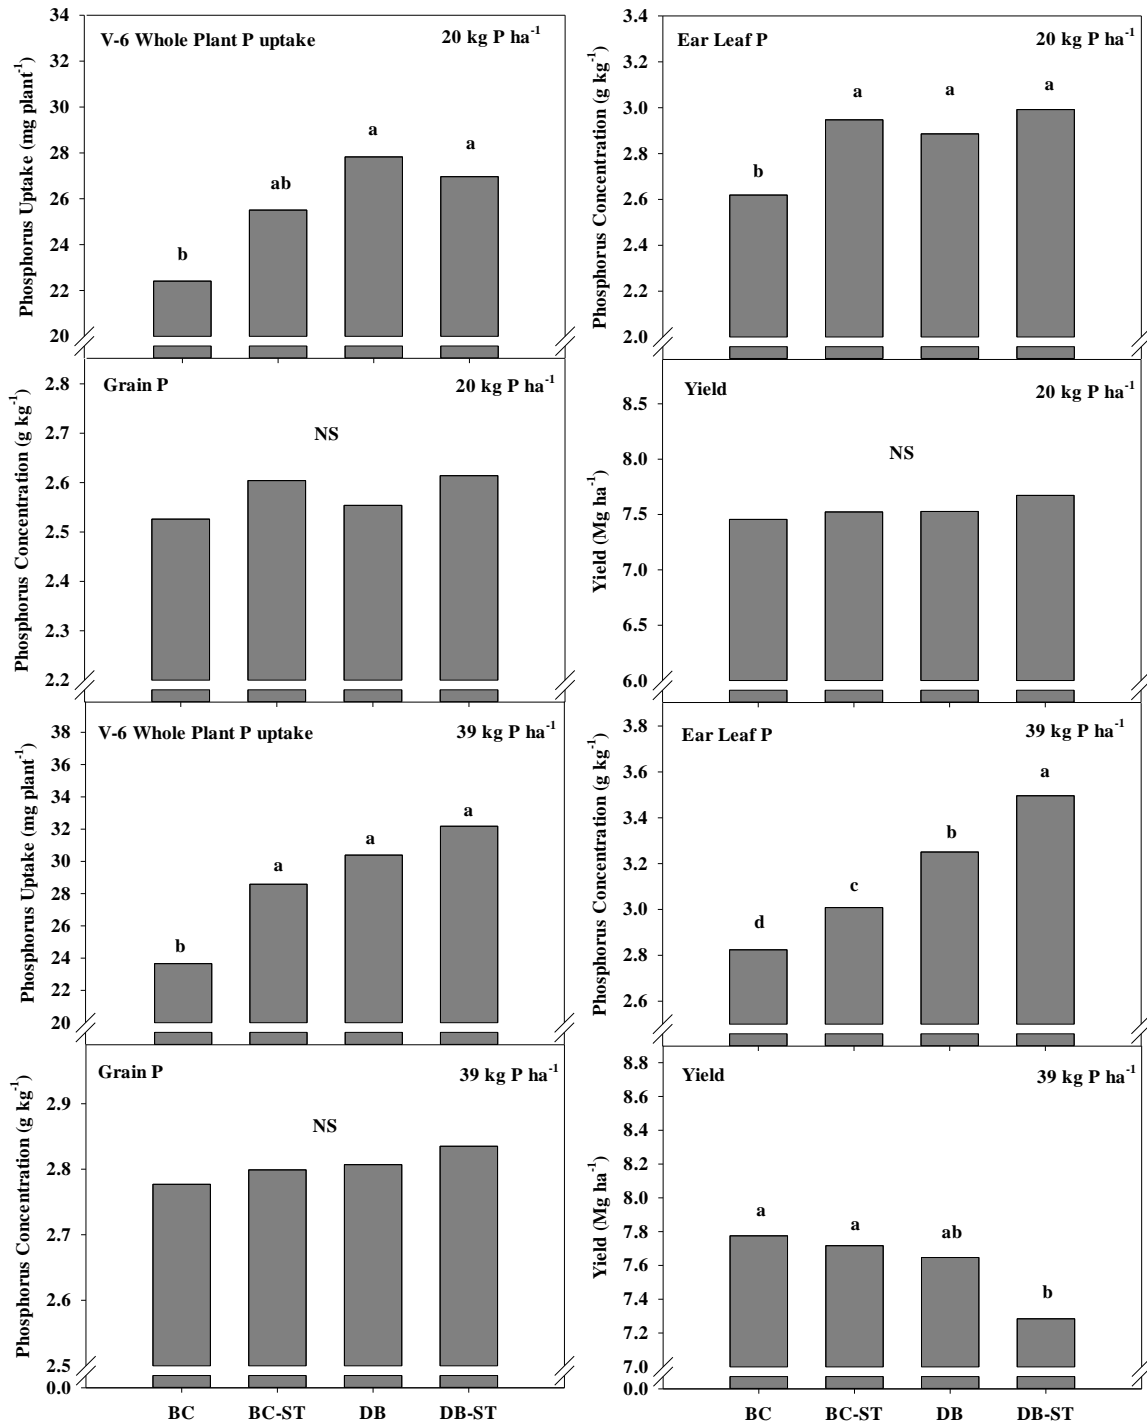 V-6 Whole Plant P uptake
20 kg P ha-1
Phosphorus Uptake (mg plant-1)
34
32
30
28
26
24
22
20
b
ab
a
a
Ear Leaf P
20 kg P ha-1
Phosphorus Concentration (g kg-1)
3.4
3.2
3.0
2.8
2.6
2.4
2.2
2.0
b
a
a
a
Grain P
20 kg P ha-1
Phosphorus Concentration (g kg-1)
2.8
2.7
2.6
2.5
2.4
2.3
2.2
NS
Yield
20 kg P ha-1
Yield (Mg ha-1)
8.5
8.0
7.5
7.0
6.5
6.0
NS
V-6 Whole Plant P uptake
39 kg P ha-1
Phosphorus Uptake (mg plant-1)
38
36
34
32
30
28
26
24
22
20
b
a
a
a
Ear Leaf P
39 kg P ha-1
Phosphorus Concentration (g kg-1)
3.8
3.6
3.4
3.2
3.0
2.8
2.6
d
c
b
a
Grain P
39 kg P ha-1
Phosphorus Concentration (g kg-1)
2.9
2.8
2.7
2.6
2.5
0.0
NS
BC
BC-ST
DB
DB-ST
Yield
39 kg P ha-1
Yield (Mg ha-1)
8.8
8.6
8.4
8.2
8.0
7.8
7.6
7.4
7.2
7.0
0.0
a
a
ab
b
BC
BC-ST
DB
DB-ST